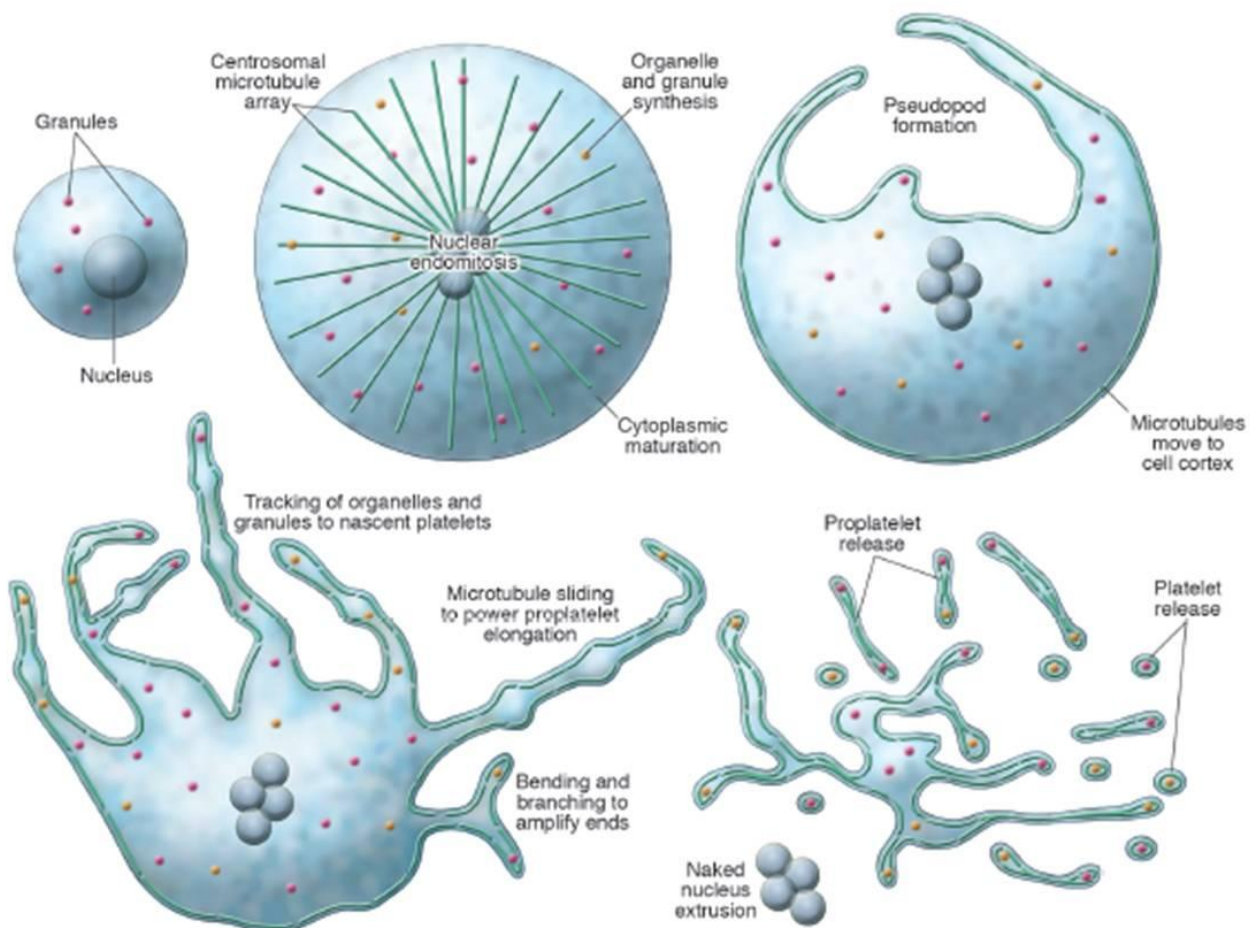 Granules
Nucleus
Centrosomal
microtubule
array
Organelle
and granule
synthesis
Nuclear
endomitosis
Cytoplasmic
maturation
Pseudopod
formation
Microtubules
move to
cell cortex
Tracking of organelles and
granules to nascent platelets
Microtubule sliding
to power proplatelet
elongation
Bending and
branching to
amplify ends
Proplatelet
release
Platelet
release
Naked
nucleus
extrusion